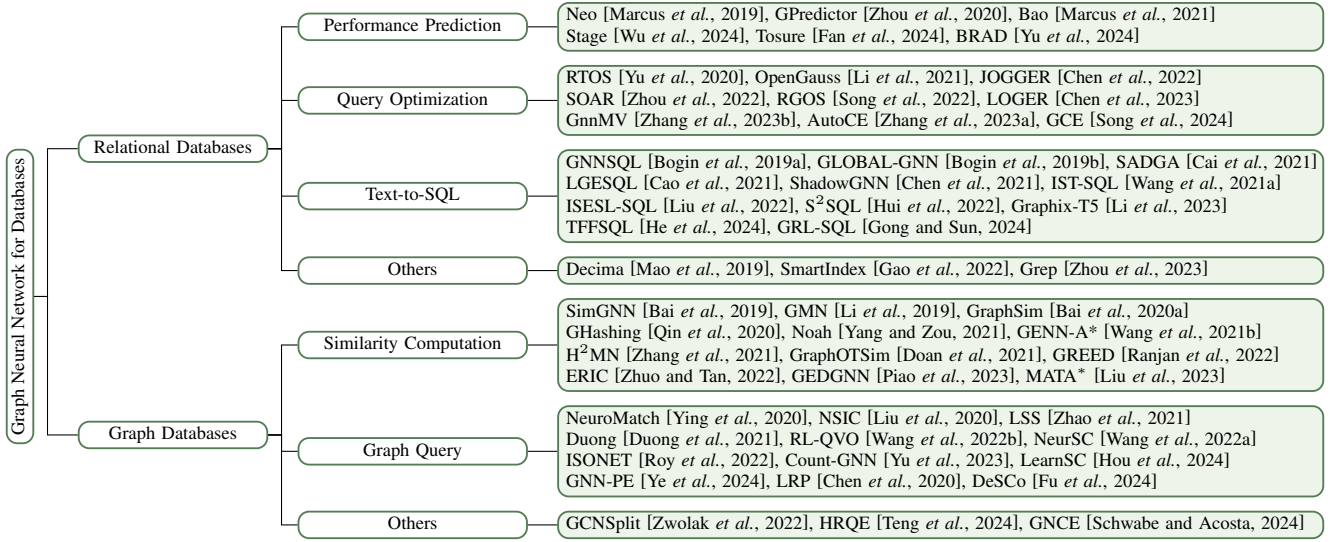 Graph Neural Network for Databases
Relational Databases
Performance Prediction
Neo [Marcus et al., 2019], GPredictor [Zhou et al., 2020], Bao [Marcus et al., 2021]
Stage [Wu et al., 2024], Tosure [Fan et al., 2024], BRAD [Yu et al., 2024]
Query Optimization
RTOS [Yu et al., 2020], OpenGauss [Li et al., 2021], JOGGER [Chen et al., 2022]
SOAR [Zhou et al., 2022], RGOS [Song et al., 2022], LOGER [Chen et al., 2023]
GnnMV [Zhang et al., 2023b], AutoCE [Zhang et al., 2023a], GCE [Song et al., 2024]
Text-to-SQL
GNNSQL [Bogin et al., 2019a], GLOBAL-GNN [Bogin et al., 2019b], SADGA [Cai et al., 2021]
LGESQL [Cao et al., 2021], ShadowGNN [Chen et al., 2021], IST-SQL [Wang et al., 2021a]
ISESL-SQL [Liu et al., 2022], S²SQL [Hui et al., 2022], Graphix-T5 [Li et al., 2023]
TFFSQL [He et al., 2024], GRL-SQL [Gong and Sun, 2024]
Others
Decima [Mao et al., 2019], SmartIndex [Gao et al., 2022], Grep [Zhou et al., 2023]
Graph Databases
Similarity Computation
SimGNN [Bai et al., 2019], GMN [Li et al., 2019], GraphSim [Bai et al., 2020a]
GHashing [Qin et al., 2020], Noah [Yang and Zou, 2021], GENN-A* [Wang et al., 2021b]
H²MN [Zhang et al., 2021], GraphOTSim [Doan et al., 2021], GREED [Ranjan et al., 2022]
ERIC [Zhuo and Tan, 2022], GEDGNN [Piao et al., 2023], MATA* [Liu et al., 2023]
Graph Query
NeuroMatch [Ying et al., 2020], NSIC [Liu et al., 2020], LSS [Zhao et al., 2021]
Duong [Duong et al., 2021], RL-QVO [Wang et al., 2022b], NeurSC [Wang et al., 2022a]
ISONET [Roy et al., 2022], Count-GNN [Yu et al., 2023], LearnSC [Hou et al., 2024]
GNN-PE [Ye et al., 2024], LRP [Chen et al., 2020], DeSCo [Fu et al., 2024]
Others
GCNSplit [Zwolak et al., 2022], HRQE [Teng et al., 2024], GNCE [Schwabe and Acosta, 2024]